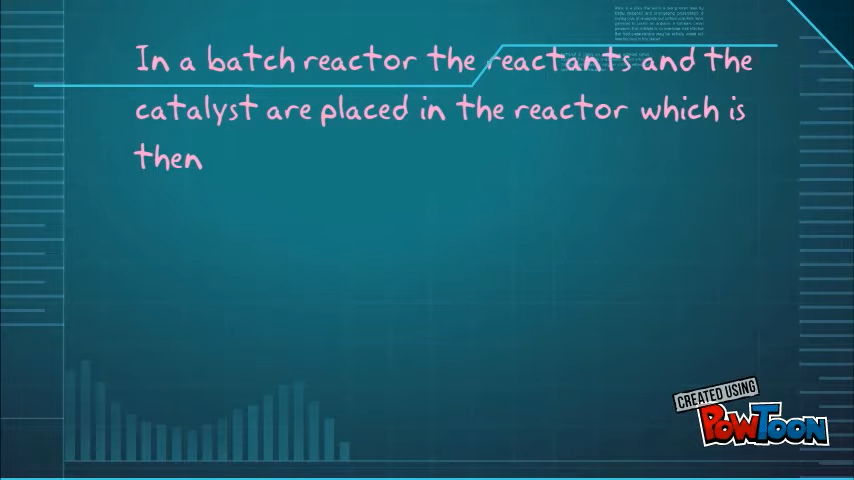 In a batch reactor the reactants and the
catalyst are placed in the reactor which is
then
CREATED USING
POWTOON